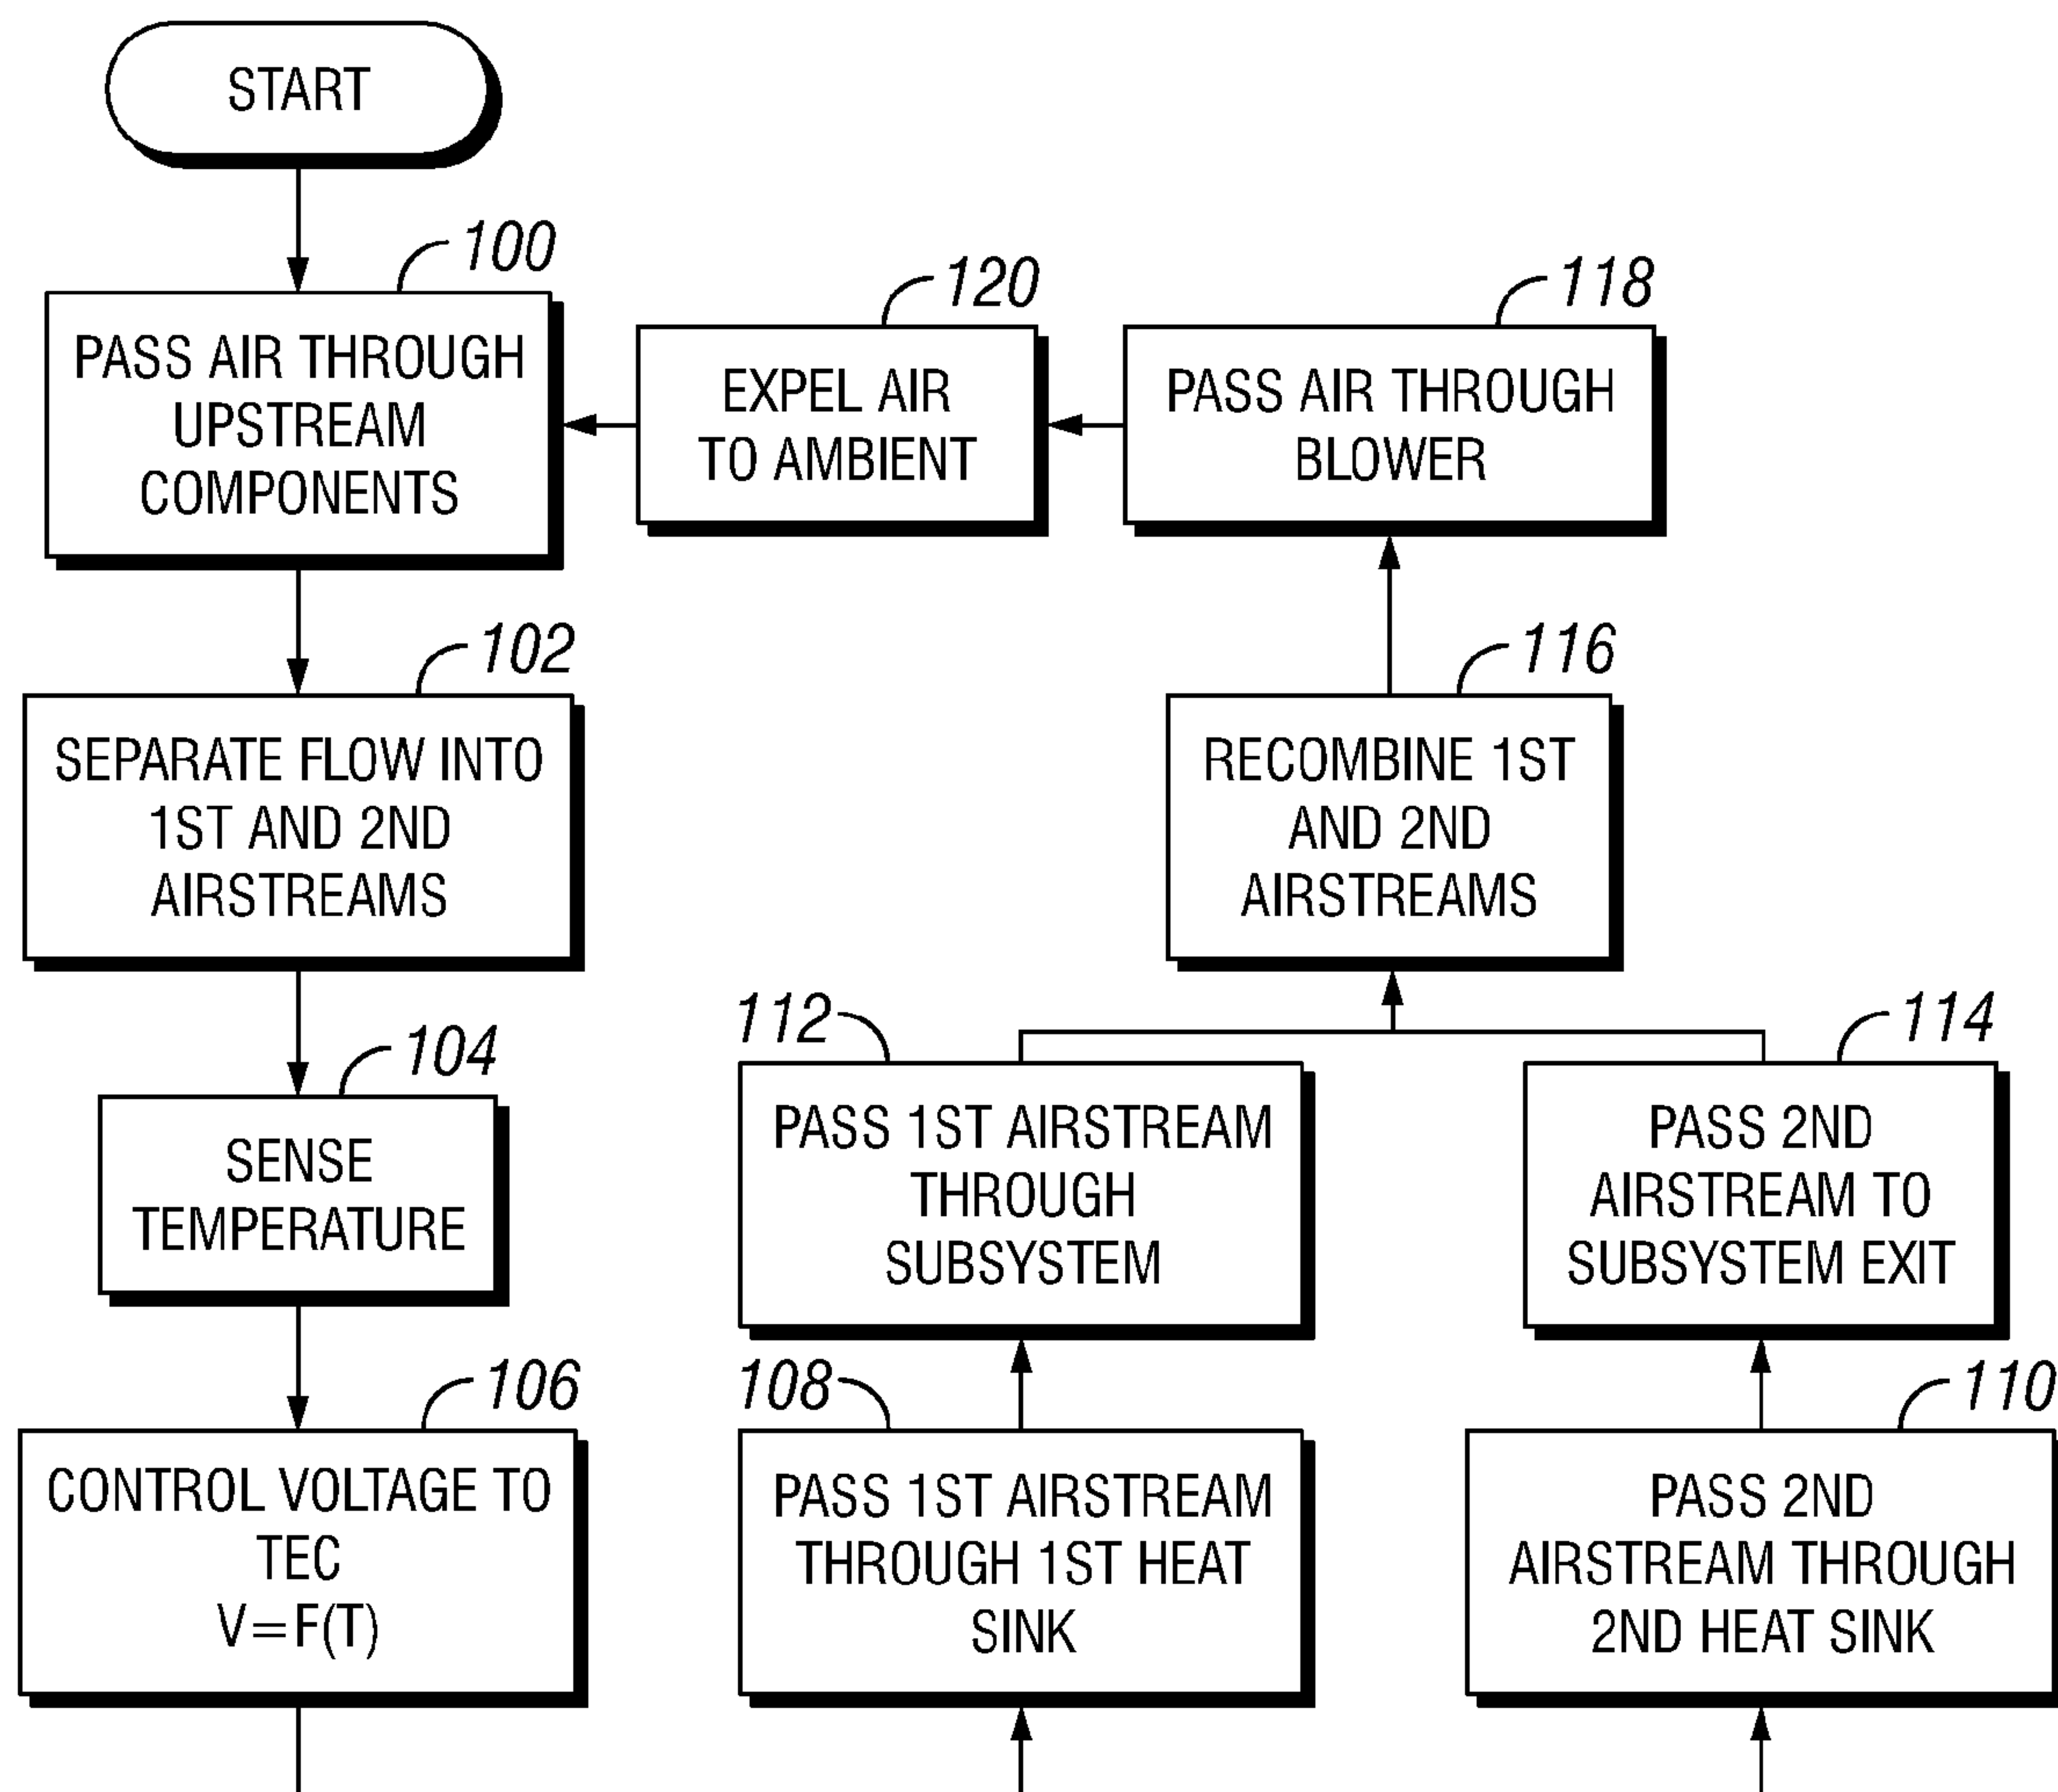 START
100
PASS AIR THROUGH
UPSTREAM
COMPONENTS
120
EXPEL AIR
TO AMBIENT
118
PASS AIR THROUGH
BLOWER
102
SEPARATE FLOW INTO
1ST AND 2ND
AIRSTREAMS
116
RECOMBINE 1ST
AND 2ND
AIRSTREAMS
104
SENSE
TEMPERATURE
112
PASS 1ST AIRSTREAM
THROUGH
SUBSYSTEM
114
PASS 2ND
AIRSTREAM TO
SUBSYSTEM EXIT
106
CONTROL VOLTAGE TO
TEC
V=F(T)
108
PASS 1ST AIRSTREAM
THROUGH 1ST HEAT
SINK
110
PASS 2ND
AIRSTREAM THROUGH
2ND HEAT SINK